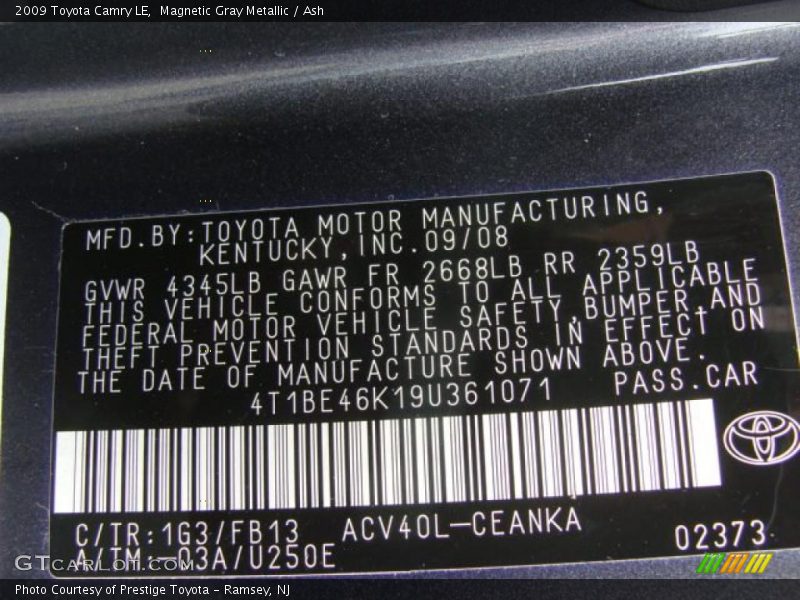 2009 Toyota Camry LE,  Magnetic Gray Metallic / Ash
MFD.BY:TOYOTA MOTOR MANUFACTURING,
KENTUCKY,INC.09/08
GVWR 4345LB GAWR FR 2668LB RR 2359LB
THIS VEHICLE CONFORMS TO ALL APPLICABLE
FEDERAL MOTOR VEHICLE SAFETY,BUMPER,AND
THEFT PREVENTION STANDARDS IN EFFECT ON
THE DATE OF MANUFACTURE SHOWN ABOVE.
4T1BE46K19U361071 PASS.CAR
C/TR:1G3/FB13 ACV40L-CEANKA
A/TM:-03A/U250E 02373
GTCARLOT.COM
Photo Courtesy of Prestige Toyota - Ramsey, NJ